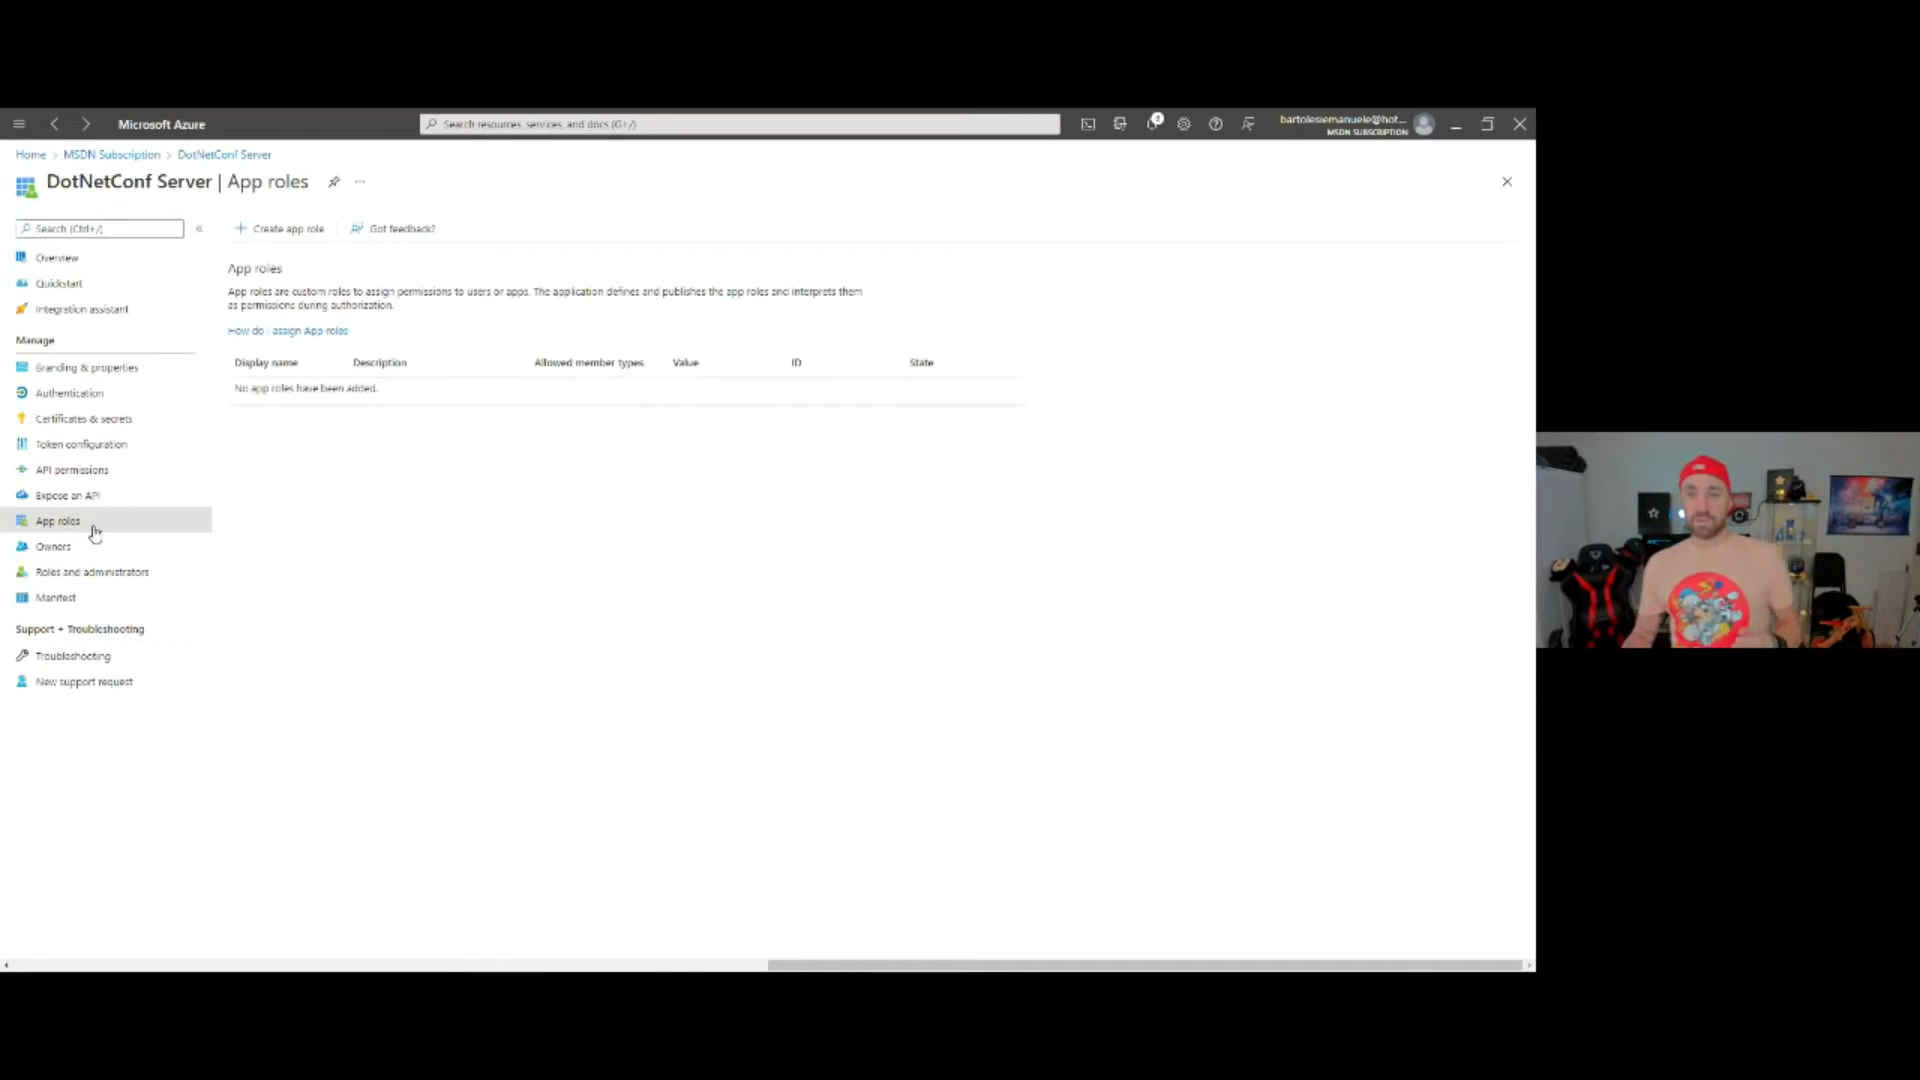 Microsoft Azure
Search resources, services, and docs (G+/)
3
bartolesiemanuele@hot...
MSDN SUBSCRIPTION
Home > MSDN Subscription > DotNetConf Server
DotNetConf Server | App roles
Search (Ctrl+/)
Create app role
Got feedback?
Overview
Quickstart
Integration assistant
Manage
Branding & properties
Authentication
Certificates & secrets
Token configuration
API permissions
Expose an API
App roles
Owners
Roles and administrators
Manifest
Support + Troubleshooting
Troubleshooting
New support request
App roles
App roles are custom roles to assign permissions to users or apps. The application defines and publishes the app roles and interprets them
as permissions during authorization.
How do I assign App roles
Display name Description Allowed member types Value ID State
No app roles have been added.